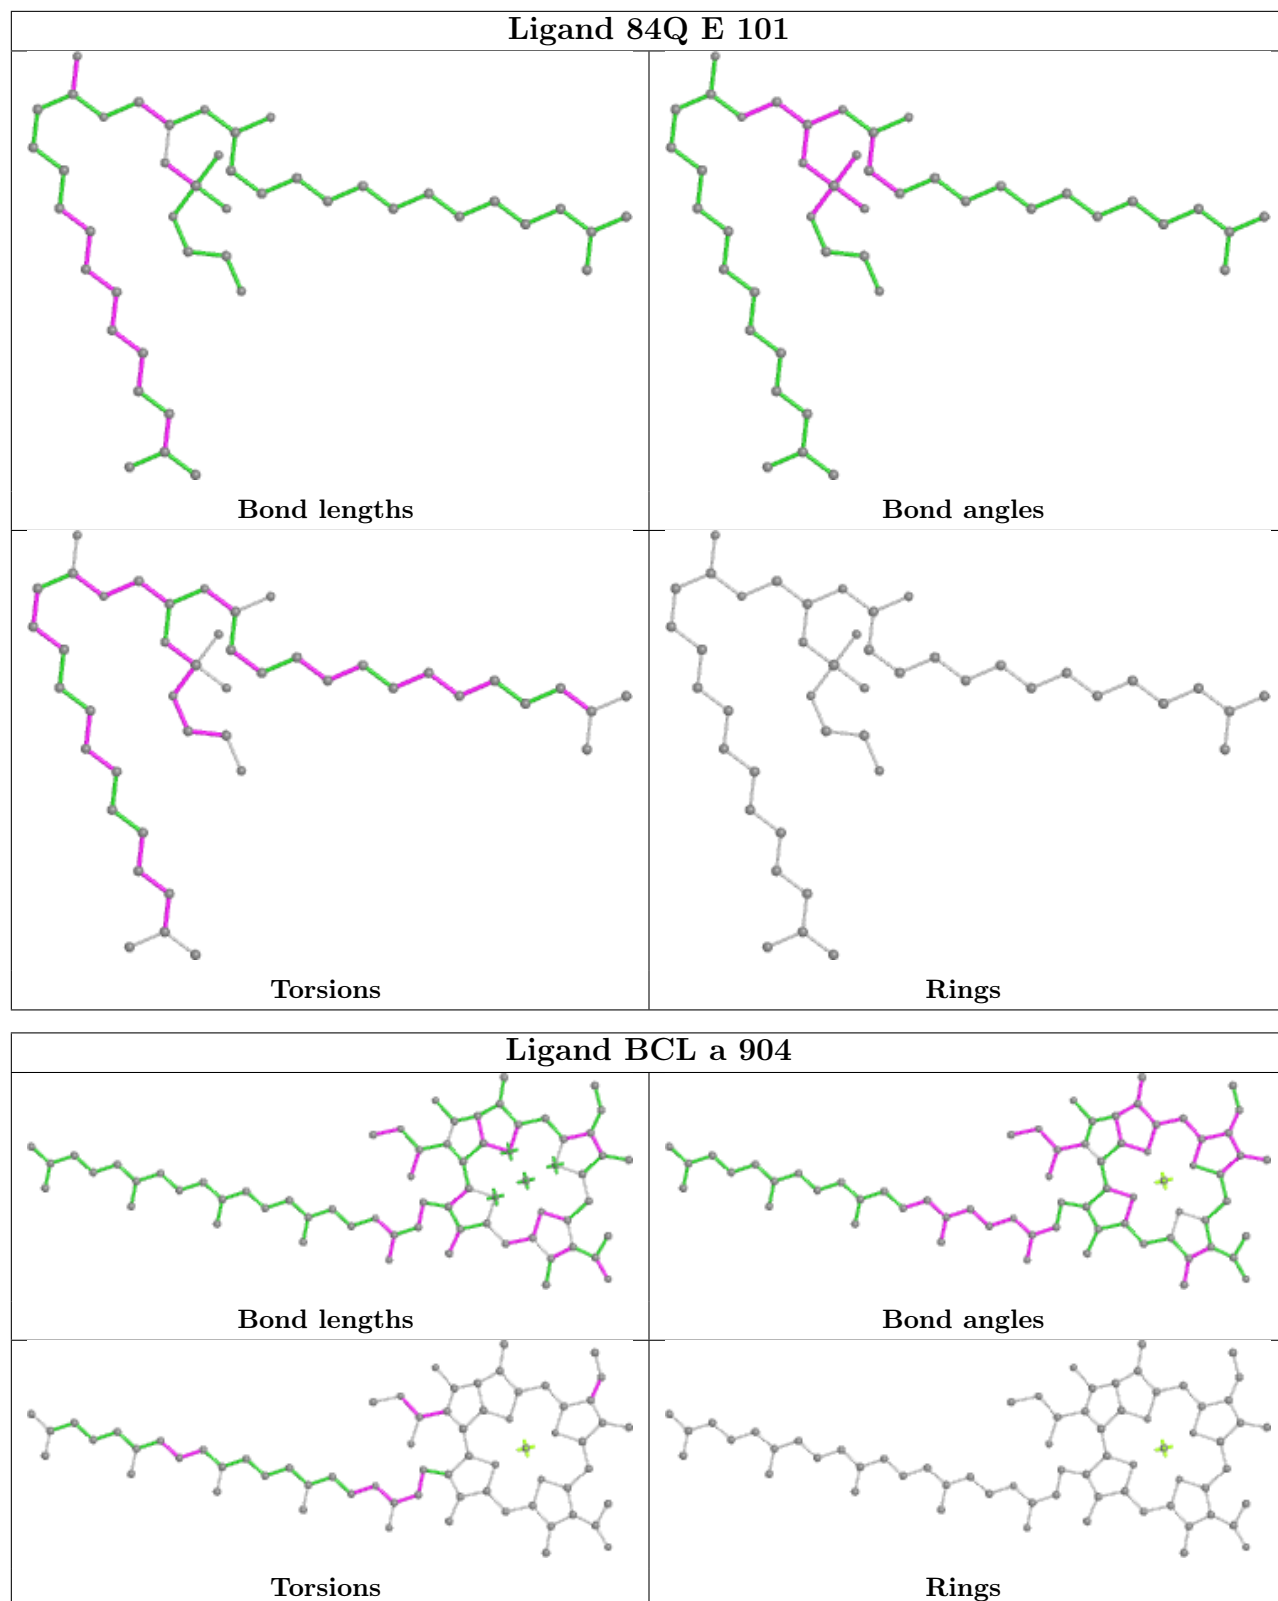 Ligand 84Q E 101
Bond lengths
Bond angles
Torsions
Rings
Ligand BCL a 904
Bond lengths
Bond angles
Torsions
Rings